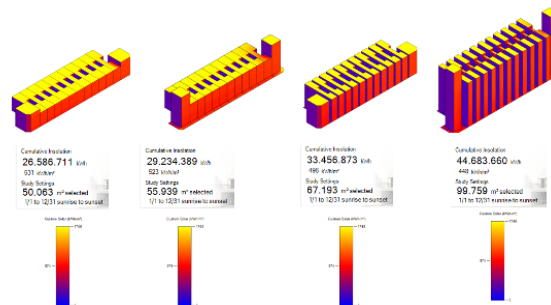 Cumulative Insolation
26.586.711 kWh
531 kWh/m²
Study Settings
50.063 m² selected
1/1 to 12/31 sunrise to sunset
Cumulative Insolation
29.234.389 kWh
523 kWh/m²
Study Settings
55.939 m² selected
1/1 to 12/31 sunrise to sunset
Cumulative Insolation
33.456.873 kWh
498 kWh/m²
Study Settings
67.193 m² selected
1/1 to 12/31 sunrise to sunset
Cumulative Insolation
44.683.660 kWh
448 kWh/m²
Study Settings
99.759 m² selected
1/1 to 12/31 sunrise to sunset